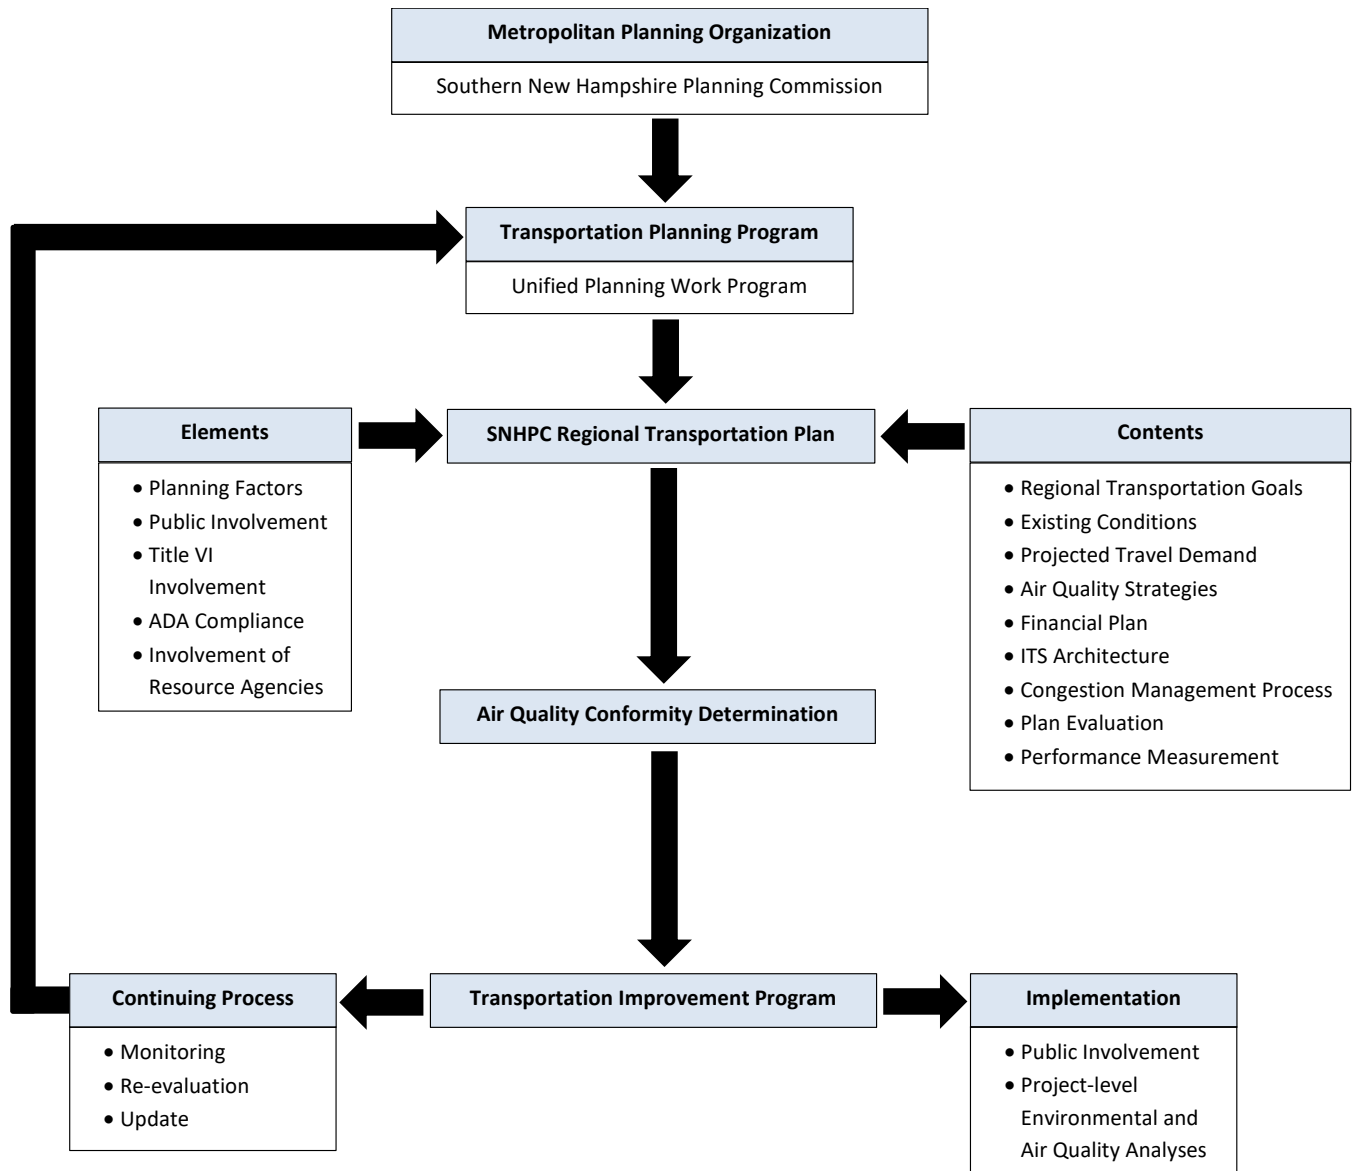 Metropolitan Planning Organization
Southern New Hampshire Planning Commission
Transportation Planning Program
Unified Planning Work Program
Elements
• Planning Factors
• Public Involvement
• Title VI
Involvement
• ADA Compliance
• Involvement of
Resource Agencies
SNHPC Regional Transportation Plan
Contents
• Regional Transportation Goals
• Existing Conditions
• Projected Travel Demand
• Air Quality Strategies
• Financial Plan
• ITS Architecture
• Congestion Management Process
• Plan Evaluation
• Performance Measurement
Air Quality Conformity Determination
Continuing Process
• Monitoring
• Re-evaluation
• Update
Transportation Improvement Program
Implementation
• Public Involvement
• Project-level
Environmental and
Air Quality Analyses